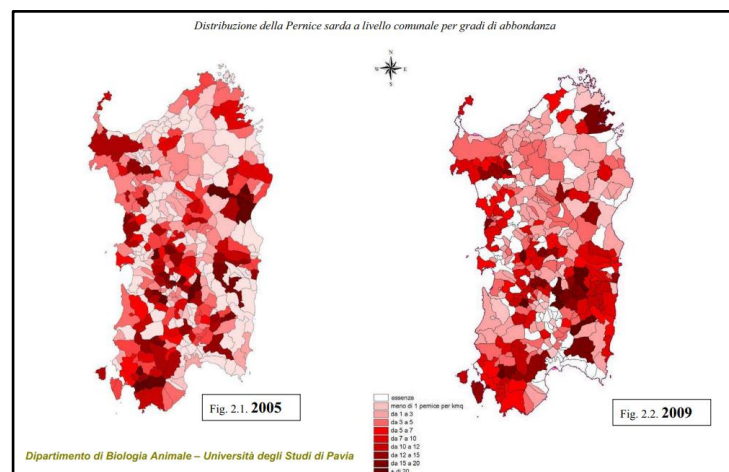 Distribuzione della Pernice sarda a livello comunale per gradi di abbondanza
N
W E
S
Fig. 2.1. 2005
assenza
meno di 1 pernice per kmq
da 1 a 3
da 3 a 5
da 5 a 7
da 7 a 10
da 10 a 12
da 12 a 15
da 15 a 20
Fig. 2.2. 2009
Dipartimento di Biologia Animale – Università degli Studi di Pavia